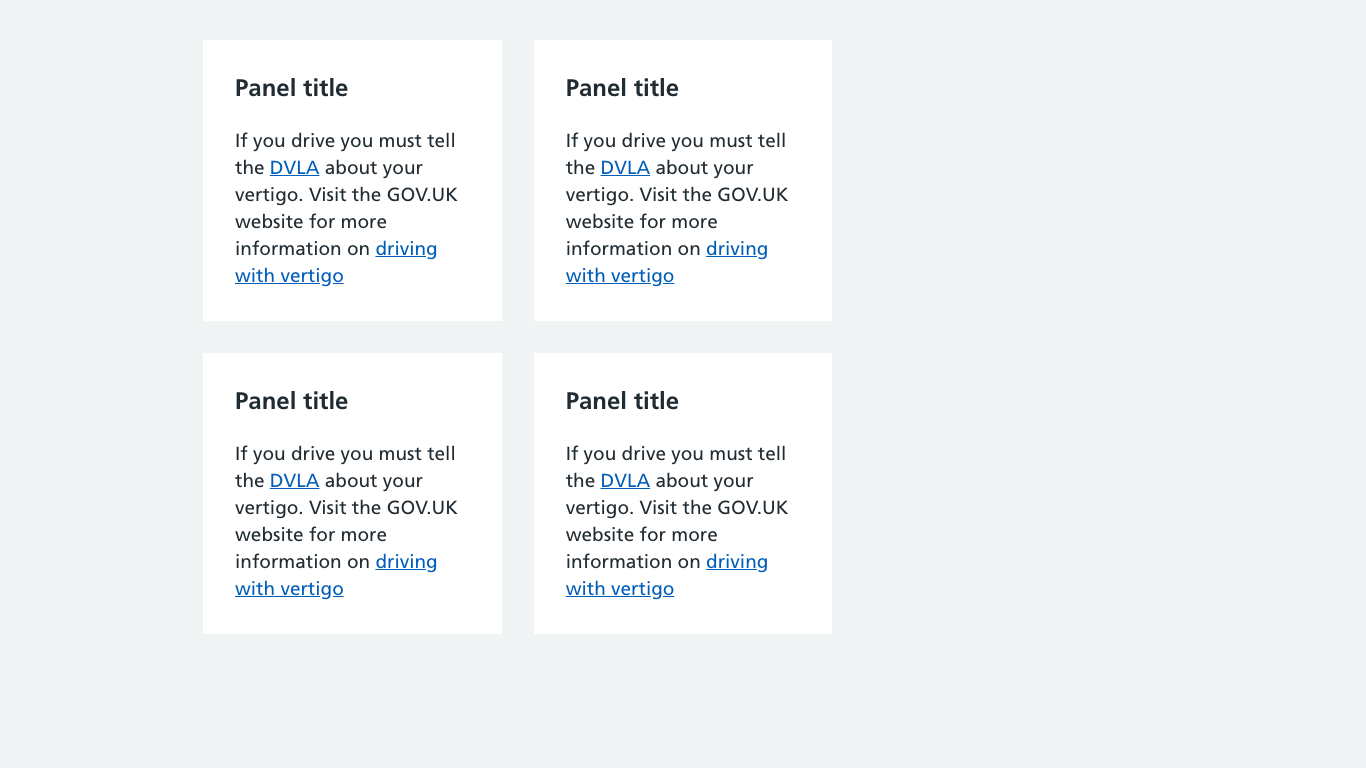 Panel title
If you drive you must tell
the DVLA about your
vertigo. Visit the GOV.UK
website for more
information on driving
with vertigo
Panel title
If you drive you must tell
the DVLA about your
vertigo. Visit the GOV.UK
website for more
information on driving
with vertigo
Panel title
If you drive you must tell
the DVLA about your
vertigo. Visit the GOV.UK
website for more
information on driving
with vertigo
Panel title
If you drive you must tell
the DVLA about your
vertigo. Visit the GOV.UK
website for more
information on driving
with vertigo